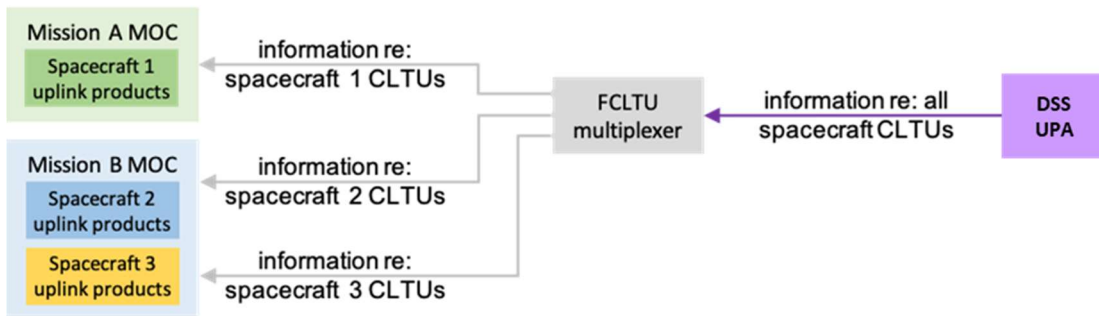 Mission A MOC
Spacecraft 1
uplink products
information re:
spacecraft 1 CLTUs
Mission B MOC
Spacecraft 2
uplink products
Spacecraft 3
uplink products
information re:
spacecraft 2 CLTUs
information re:
spacecraft 3 CLTUs
FCLTU
multiplexer
information re: all
spacecraft CLTUs
DSS
UPA